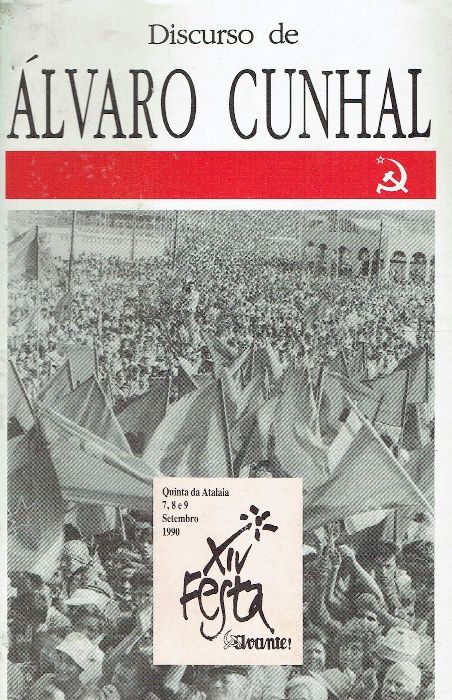 Discurso de
ÁLVARO CUNHAL
Quinta da Atalaia
7, 8 e 9
Setembro
1990
XIV
Festa
Avante!